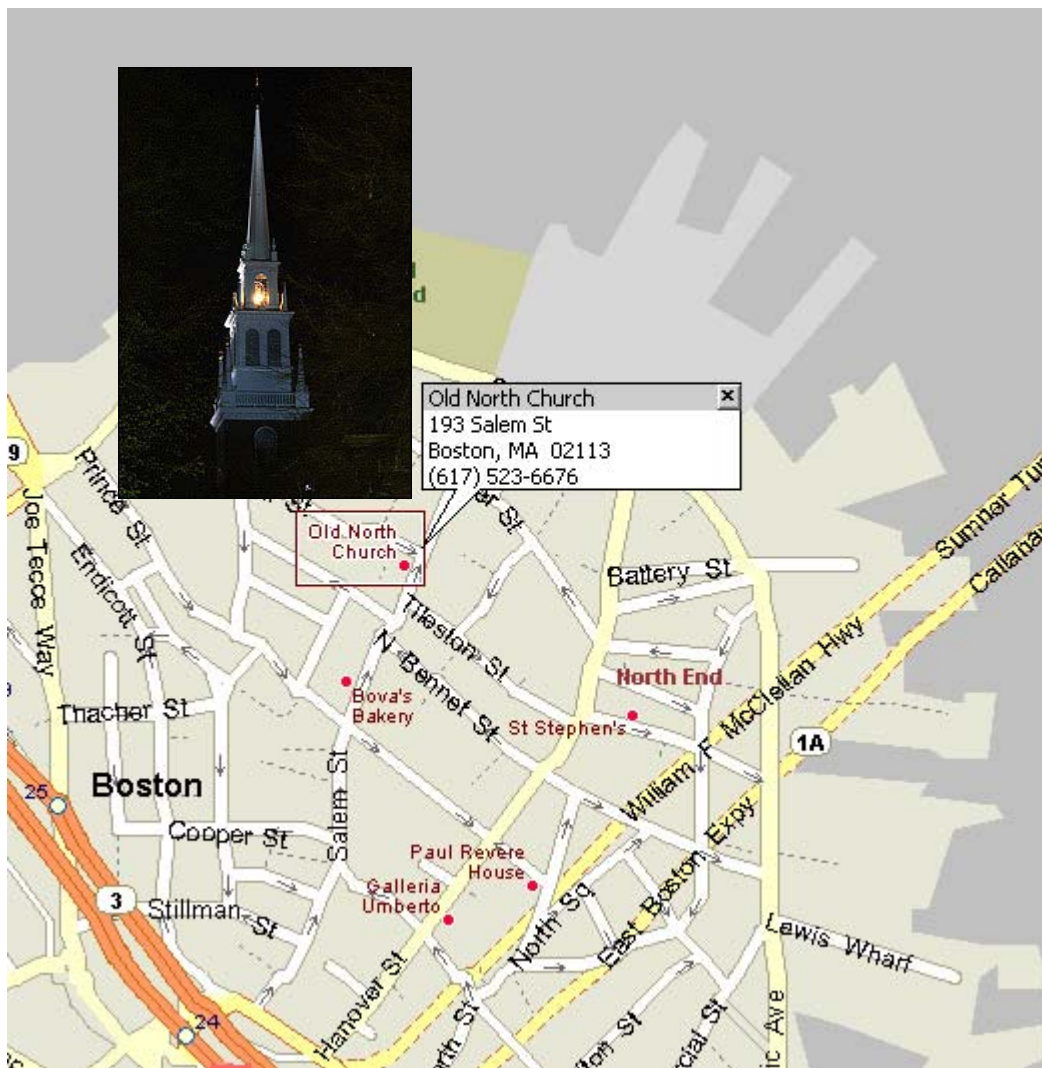 Old North Church
193 Salem St
Boston, MA  02113
(617) 523-6676
9
Prince St
St
Old North
Church
Joe Tecce Way
Endicott St
Battery St
Sumner
Callahan
Tileston St
N Bennet St
North End
Bova's
Bakery
St Stephen's
William F McClellan Hwy
Thacher St
1A
Boston
25
Salem St
Cooper St
East Boston Expy
Paul Revere
House
Galleria
Umberto
3
Stillman St
North Sq
Lewis Wharf
Hanover St
24
St
St